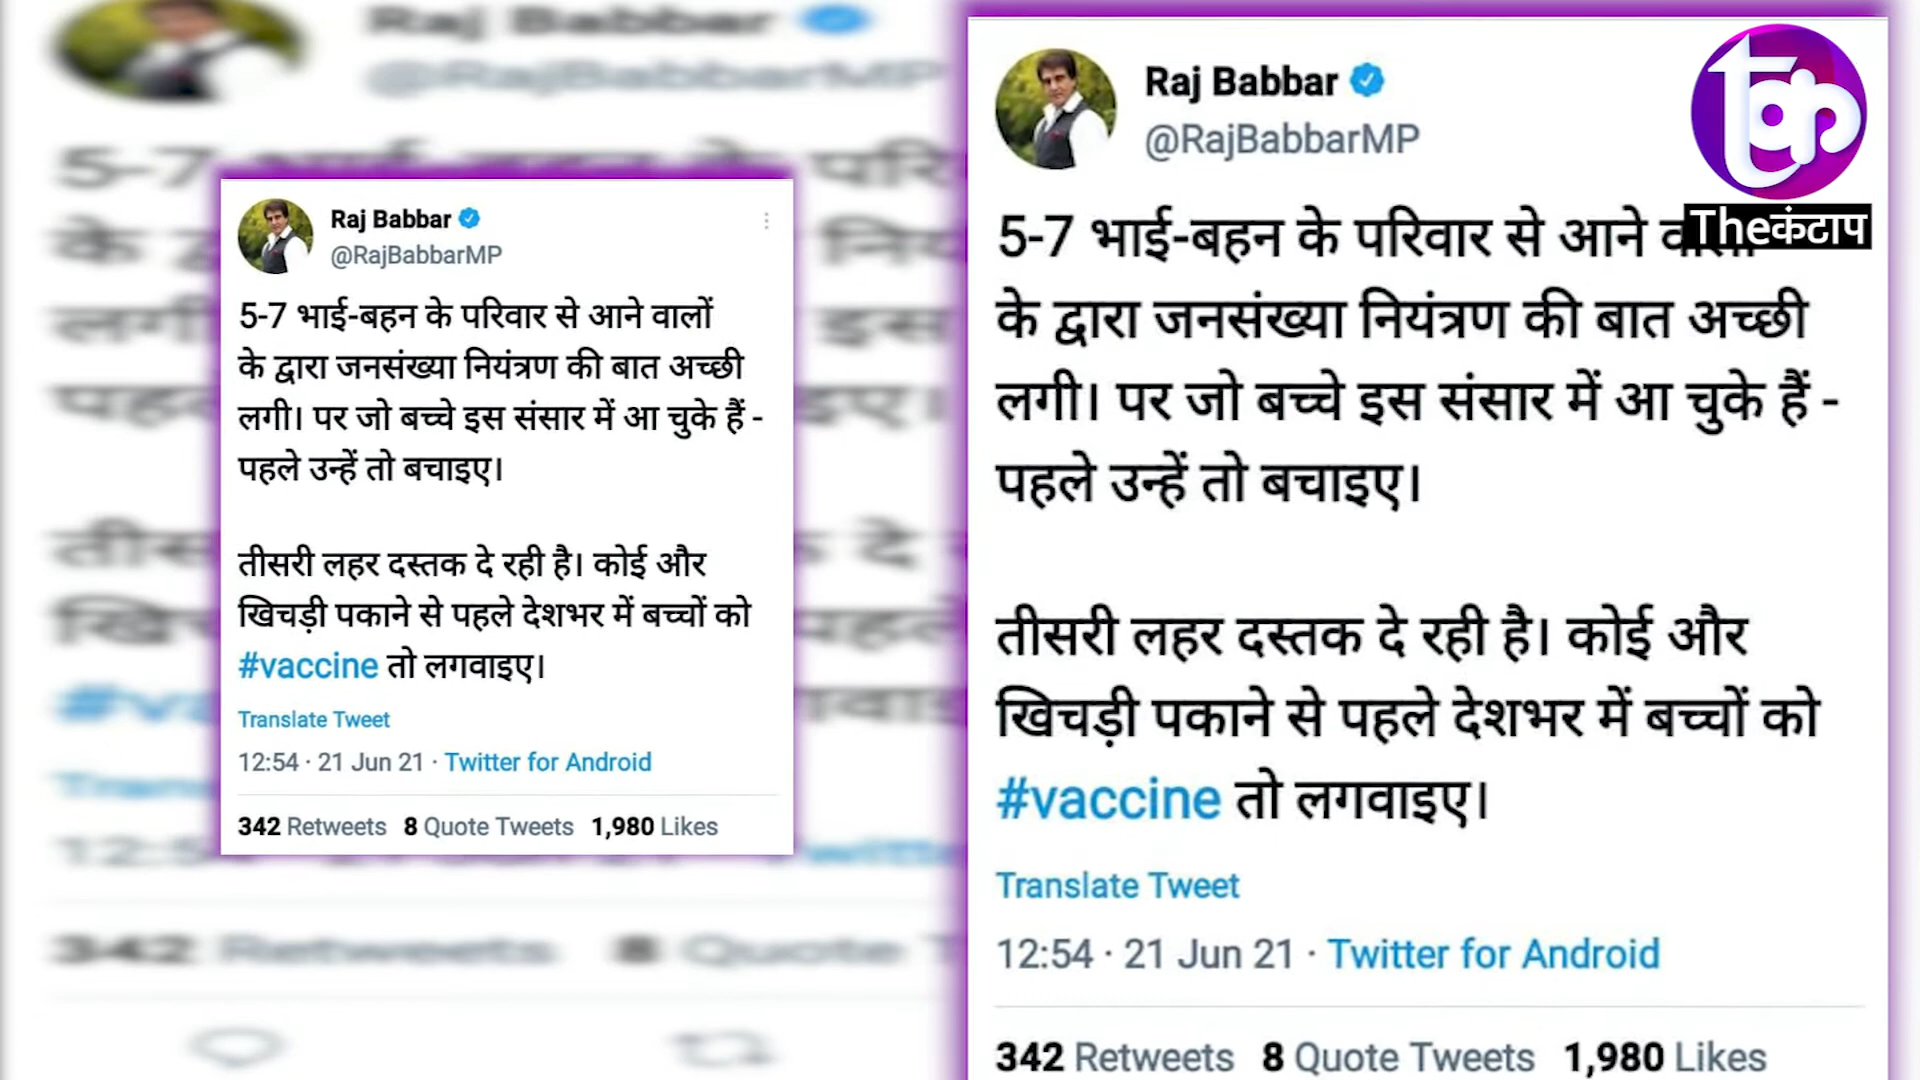 Raj Babbar
@RajBabbarMP
5-7 भाई-बहन के परिवार से आने वालों
के द्वारा जनसंख्या नियंत्रण की बात अच्छी
लगी। पर जो बच्चे इस संसार में आ चुके हैं -
पहले उन्हें तो बचाइए।
तीसरी लहर दस्तक दे रही है। कोई और
खिचड़ी पकाने से पहले देशभर में बच्चों को
#vaccine तो लगवाइए।
Translate Tweet
12:54 · 21 Jun 21 · Twitter for Android
342 Retweets 8 Quote Tweets 1,980 Likes
Raj Babbar
@RajBabbarMP
5-7 भाई-बहन के परिवार से आने
के द्वारा जनसंख्या नियंत्रण की बात अच्छी
लगी। पर जो बच्चे इस संसार में आ चुके हैं -
पहले उन्हें तो बचाइए।
तीसरी लहर दस्तक दे रही है। कोई और
खिचड़ी पकाने से पहले देशभर में बच्चों को
#vaccine तो लगवाइए।
Translate Tweet
12:54 · 21 Jun 21 · Twitter for Android
342 Retweets 8 Quote Tweets 1,980 Likes
Theकंटाप